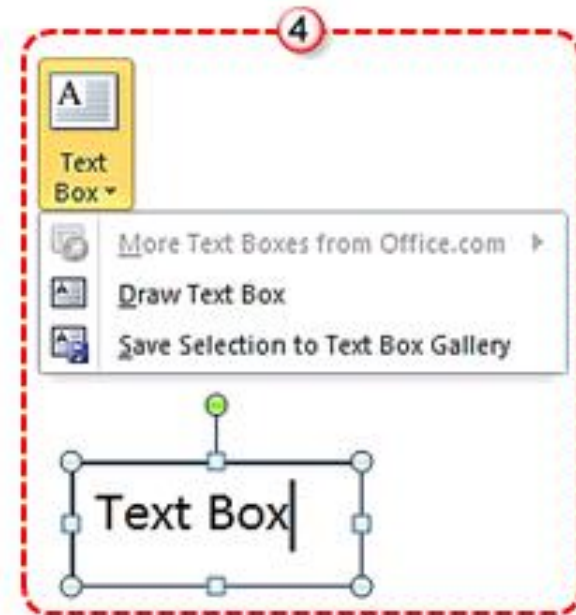 4
A
Text
Box
More Text Boxes from Office.com
Draw Text Box
Save Selection to Text Box Gallery
Text Box